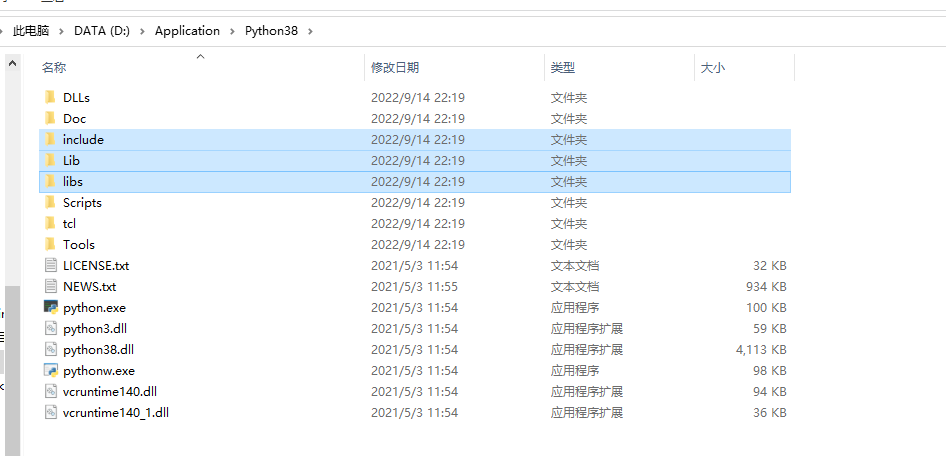 此电脑 > DATA (D:) > Application > Python38 >
名称 修改日期 类型 大小
DLLs 2022/9/14 22:19 文件夹
Doc 2022/9/14 22:19 文件夹
include 2022/9/14 22:19 文件夹
Lib 2022/9/14 22:19 文件夹
libs 2022/9/14 22:19 文件夹
Scripts 2022/9/14 22:19 文件夹
tcl 2022/9/14 22:19 文件夹
Tools 2022/9/14 22:19 文件夹
LICENSE.txt 2021/5/3 11:54 文本文档 32 KB
NEWS.txt 2021/5/3 11:55 文本文档 934 KB
python.exe 2021/5/3 11:54 应用程序 100 KB
python3.dll 2021/5/3 11:54 应用程序扩展 59 KB
python38.dll 2021/5/3 11:54 应用程序扩展 4,113 KB
pythonw.exe 2021/5/3 11:54 应用程序 98 KB
vcruntime140.dll 2021/5/3 11:54 应用程序扩展 94 KB
vcruntime140_1.dll 2021/5/3 11:54 应用程序扩展 36 KB